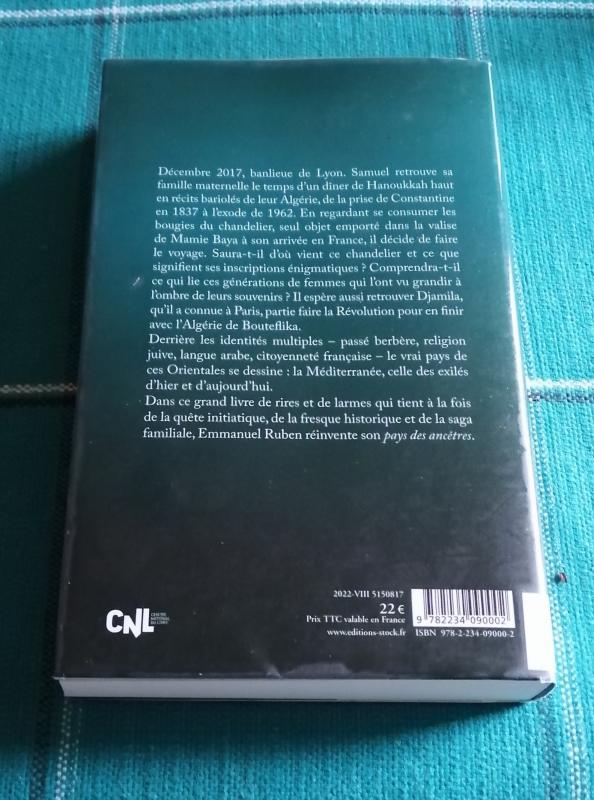 Décembre 2017, banlieue de Lyon. Samuel retrouve sa
famille maternelle le temps d'un dîner de Hanoukkah haut
en récits bariolés de leur Algérie, de la prise de Constantine
en 1837 à l'exode de 1962. En regardant se consumer les
bougies du chandelier, seul objet emporté dans la valise
de Mamie Baya à son arrivée en France, il décide de faire
le voyage. Saura-t-il d'où vient ce chandelier et ce que
signifient ses inscriptions énigmatiques ? Comprendra-t-il
ce qui lie ces générations de femmes qui l'ont vu grandir à
l'ombre de leurs souvenirs ? Il espère aussi retrouver Djamila,
qu'il a connue à Paris, partie faire la Révolution pour en finir
avec l'Algérie de Bouteflika.
Derrière les identités multiples – passé berbère, religion
juive, langue arabe, citoyenneté française – le vrai pays de
ces Orientales se dessine : la Méditerranée, celle des exilés
d'hier et d'aujourd'hui.
Dans ce grand livre de rires et de larmes qui tient à la fois
de la quête initiatique, de la fresque historique et de la saga
familiale, Emmanuel Ruben réinvente son pays des ancêtres.
CNL
CENTRE
NATIONAL
DU LIVRE
2022-VIII 5150817
22 €
Prix TTC valable en France
www.editions-stock.fr
9 782234 090002
ISBN 978-2-234-09000-2